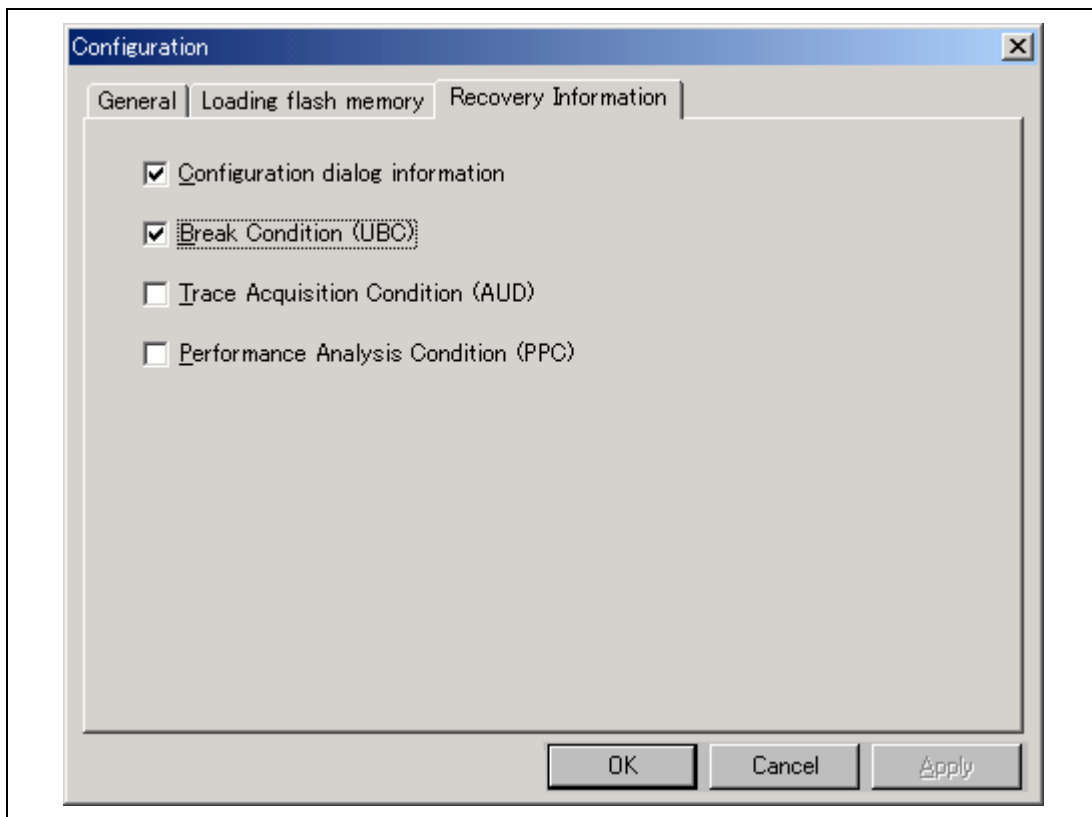 Configuration
General Loading flash memory Recovery Information
Configuration dialog information
Break Condition (UBC)
Trace Acquisition Condition (AUD)
Performance Analysis Condition (PPC)
OK Cancel Apply